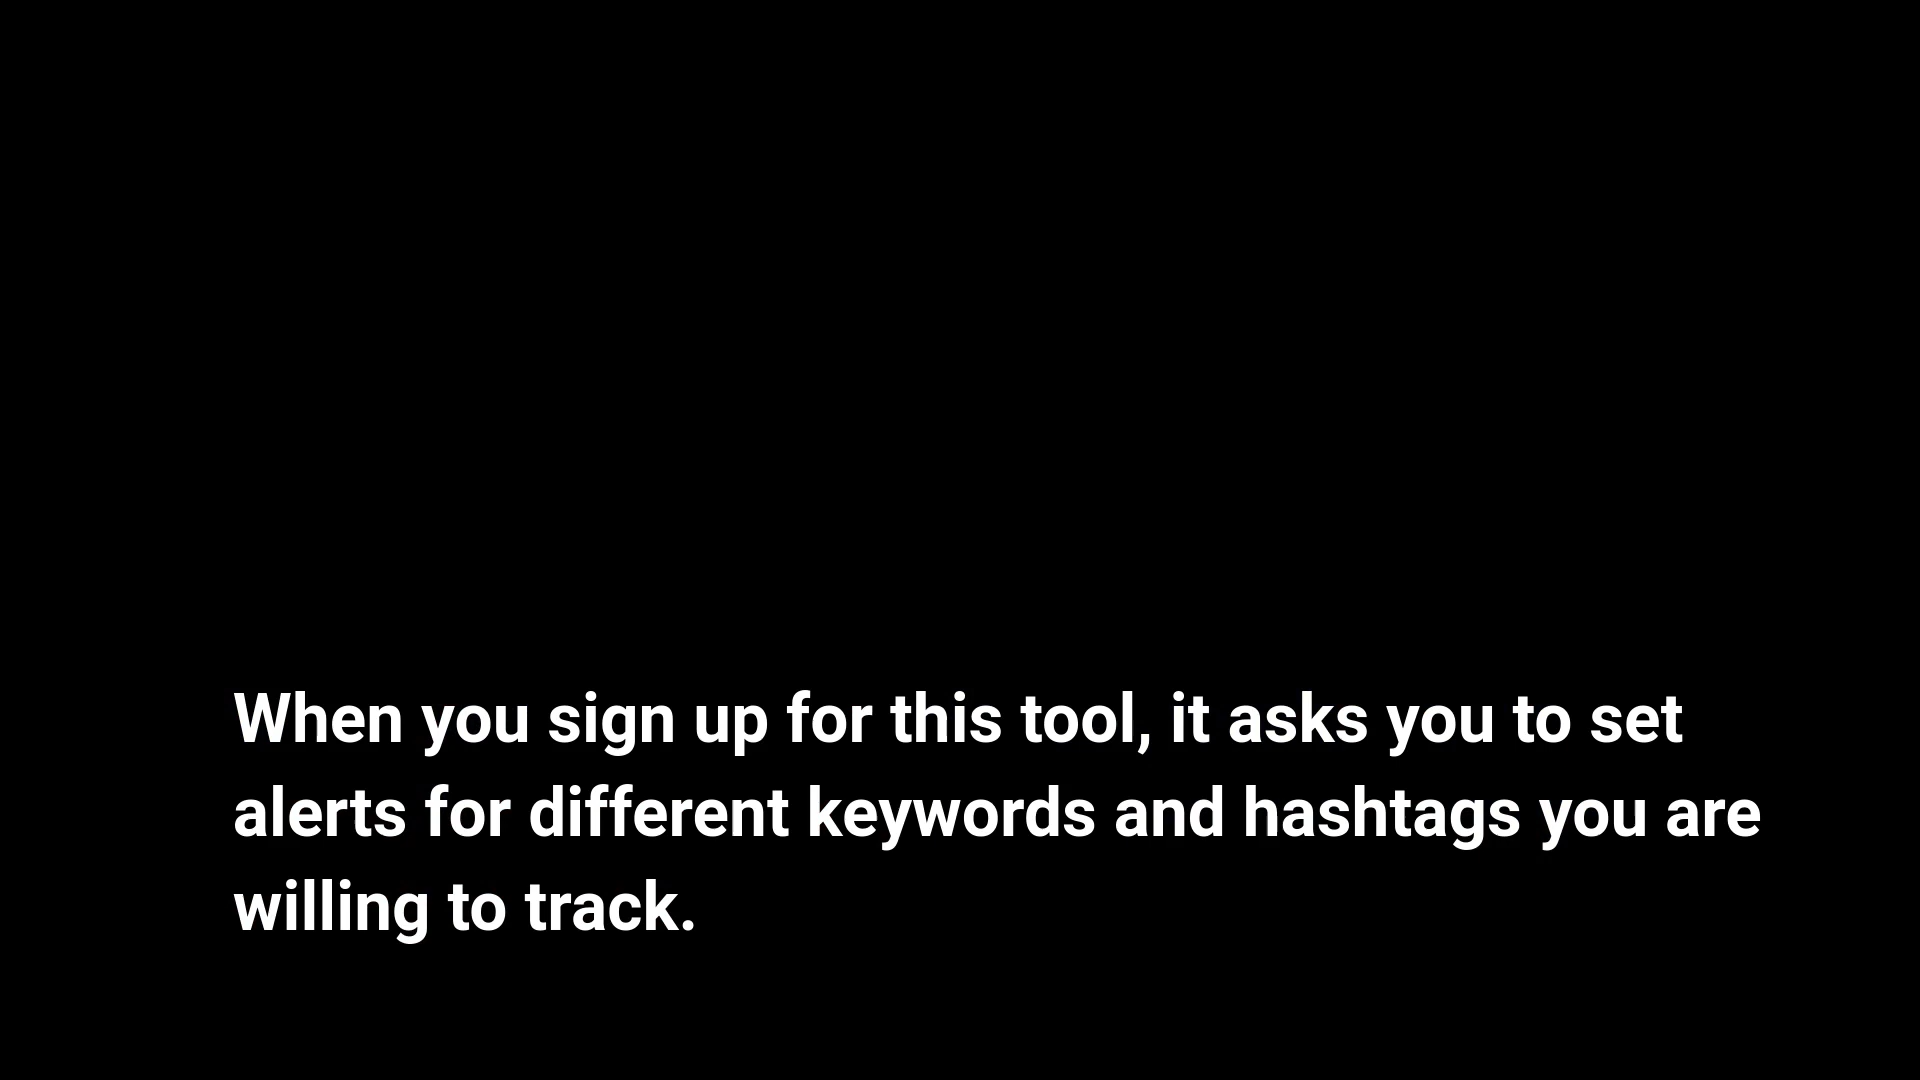 When you sign up for this tool, it asks you to set
alerts for different keywords and hashtags you are
willing to track.